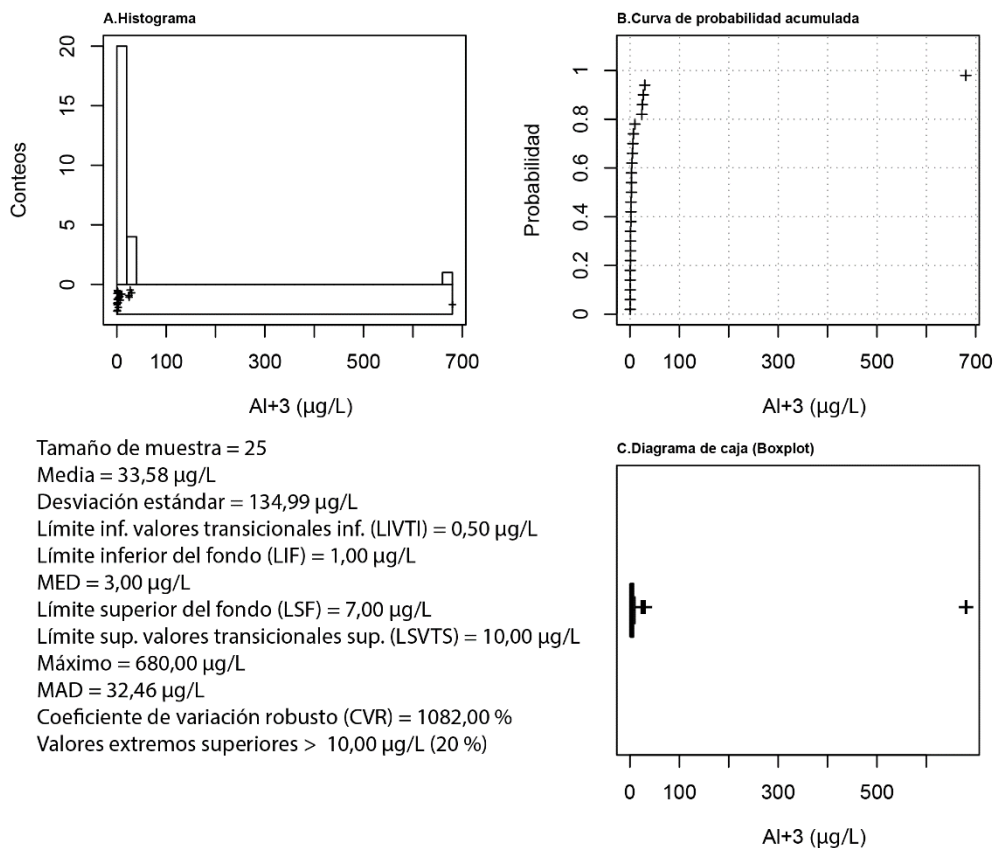 A.Histograma
Conteos
20
15
10
5
0
0 100 300 500 700
Al+3 (µg/L)
B.Curva de probabilidad acumulada
Probabilidad
1
0.8
0.6
0.4
0.2
0
0 100 300 500 700
Al+3 (µg/L)
Tamaño de muestra = 25
Media = 33,58 µg/L
Desviación estándar = 134,99 µg/L
Límite inf. valores transicionales inf. (LIVTI) = 0,50 µg/L
Límite inferior del fondo (LIF) = 1,00 µg/L
MED = 3,00 µg/L
Límite superior del fondo (LSF) = 7,00 µg/L
Límite sup. valores transicionales sup. (LSVTS) = 10,00 µg/L
Máximo = 680,00 µg/L
MAD = 32,46 µg/L
Coeficiente de variación robusto (CVR) = 1082,00 %
Valores extremos superiores > 10,00 µg/L (20 %)
C.Diagrama de caja (Boxplot)
0 100 300 500
Al+3 (µg/L)